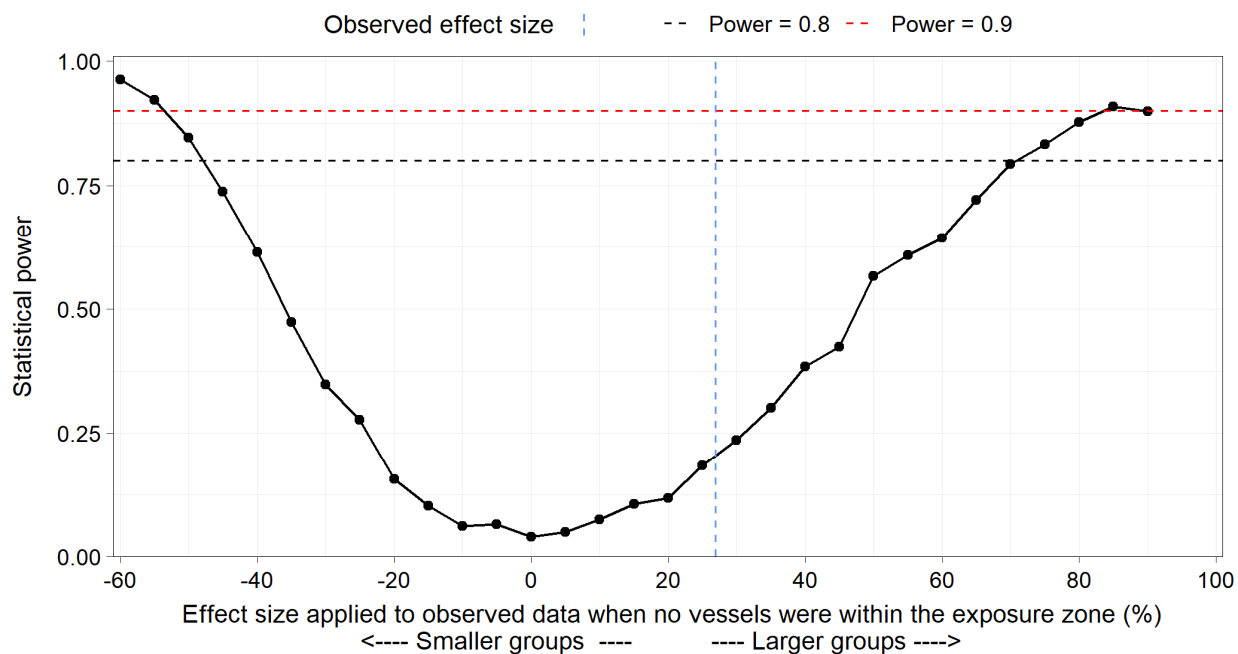 Observed effect size Power = 0.8 Power = 0.9
1.00
0.75
0.50
0.25
0.00
Statistical power
-60 -40 -20 0 20 40 60 80 100
Effect size applied to observed data when no vessels were within the exposure zone (%)
<---- Smaller groups ---- ---- Larger groups ---->